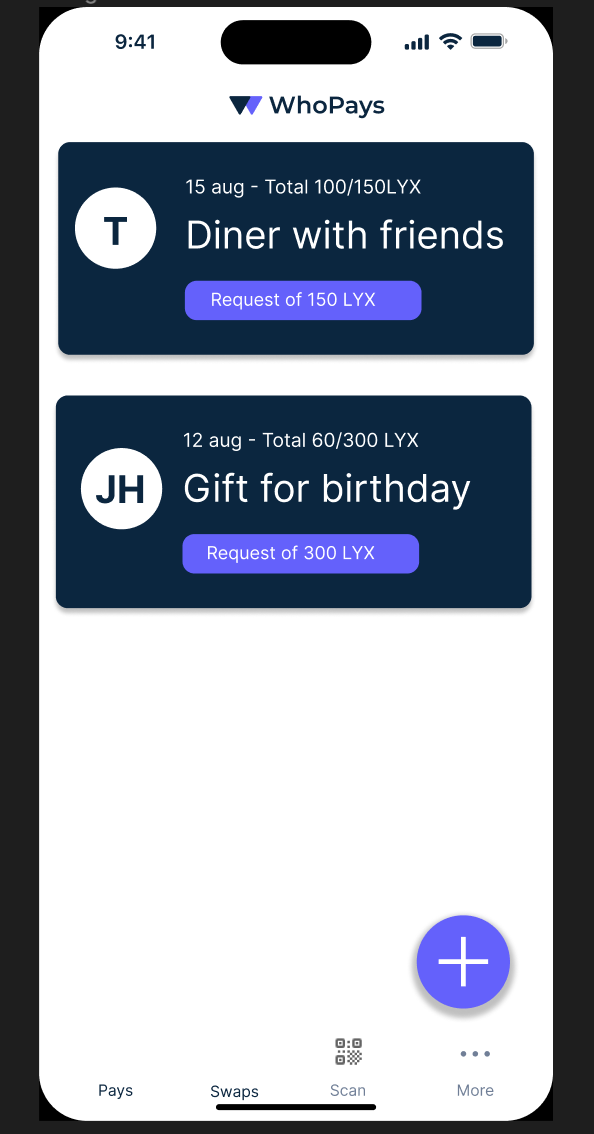 9:41
WhoPays
15 aug - Total 100/150LYX
T
Diner with friends
Request of 150 LYX
12 aug - Total 60/300 LYX
JH
Gift for birthday
Request of 300 LYX
Pays
Swaps
Scan
More